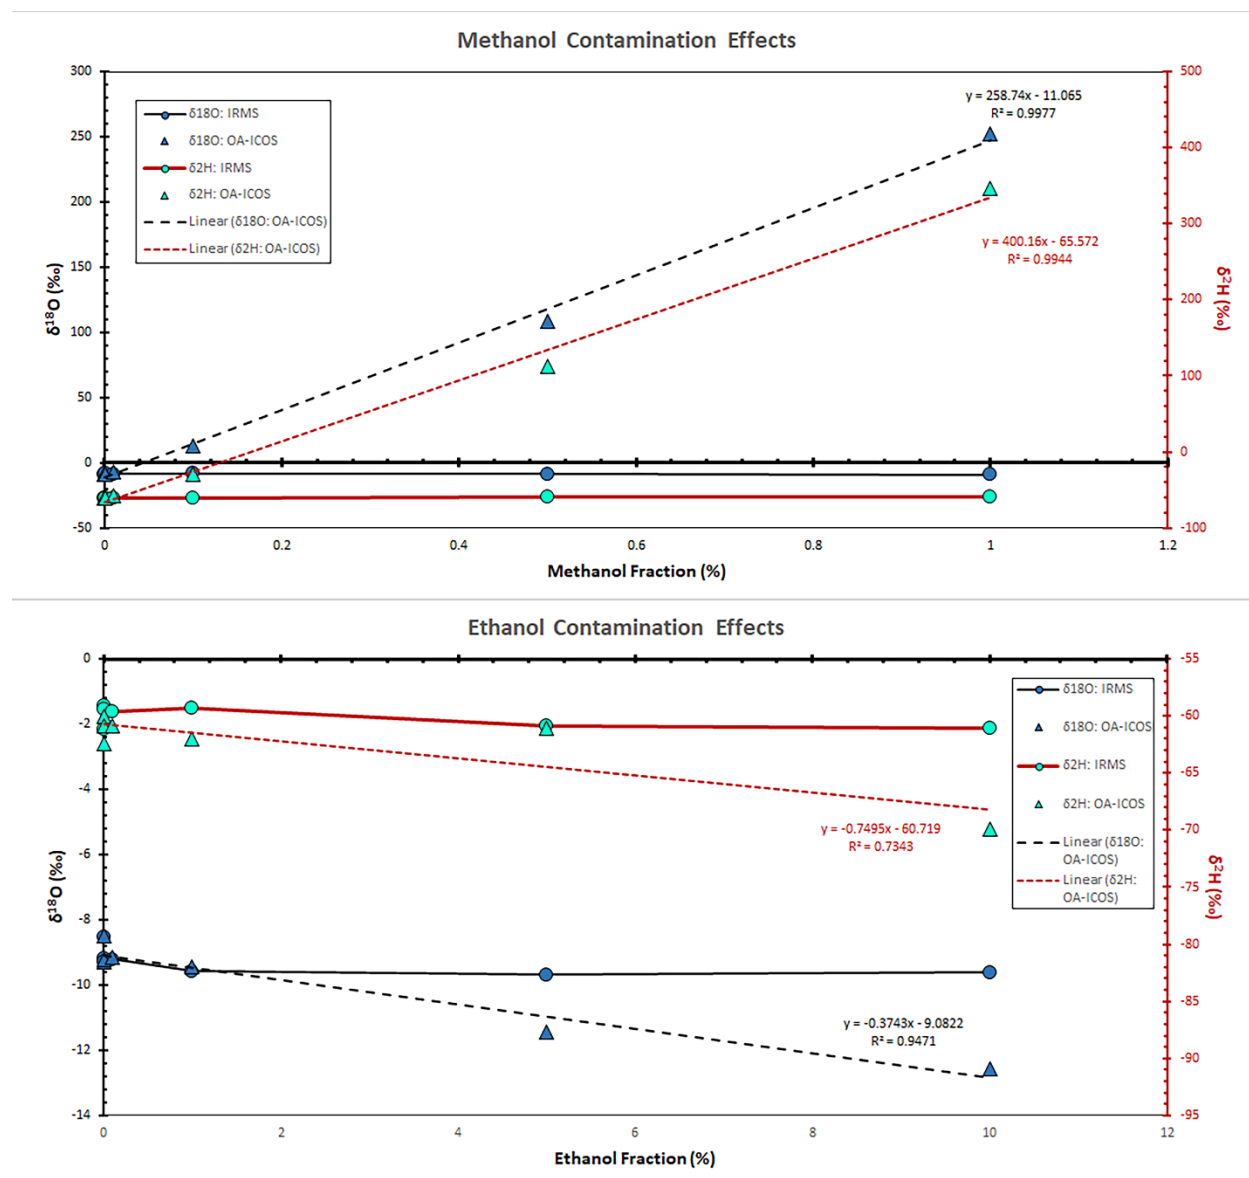 Methanol Contamination Effects
300
250
200
150
100
50
0
-50
δ¹⁸O (‰)
δ18O: IRMS
δ18O: OA-ICOS
δ2H: IRMS
δ2H: OA-ICOS
Linear (δ18O: OA-ICOS)
Linear (δ2H: OA-ICOS)
y = 258.74x - 11.065
R² = 0.9977
y = 400.16x - 65.572
R² = 0.9944
500
400
300
200
100
0
-100
δ²H (‰)
0 0.2 0.4 0.6 0.8 1 1.2
Methanol Fraction (%)
Ethanol Contamination Effects
0
-2
-4
-6
-8
-10
-12
-14
δ¹⁸O (‰)
δ18O: IRMS
δ18O: OA-ICOS
δ2H: IRMS
δ2H: OA-ICOS
Linear (δ18O:
OA-ICOS)
Linear (δ2H:
OA-ICOS)
y = -0.7495x - 60.719
R² = 0.7343
y = -0.3743x - 9.0822
R² = 0.9471
-55
-60
-65
-70
-75
-80
-85
-90
-95
δ²H (‰)
0 2 4 6 8 10 12
Ethanol Fraction (%)